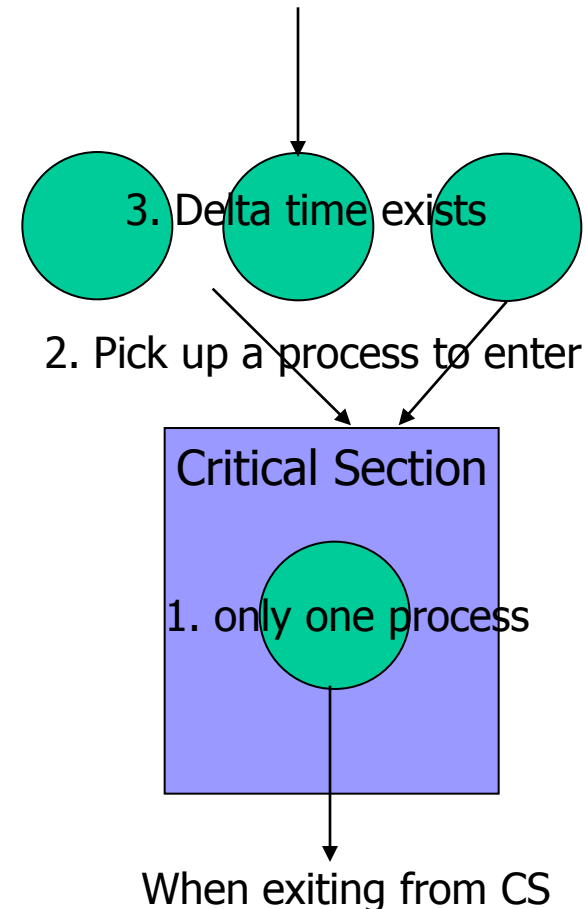 3. Delta time exists
2. Pick up a process to enter
Critical Section
1. only one process
When exiting from CS